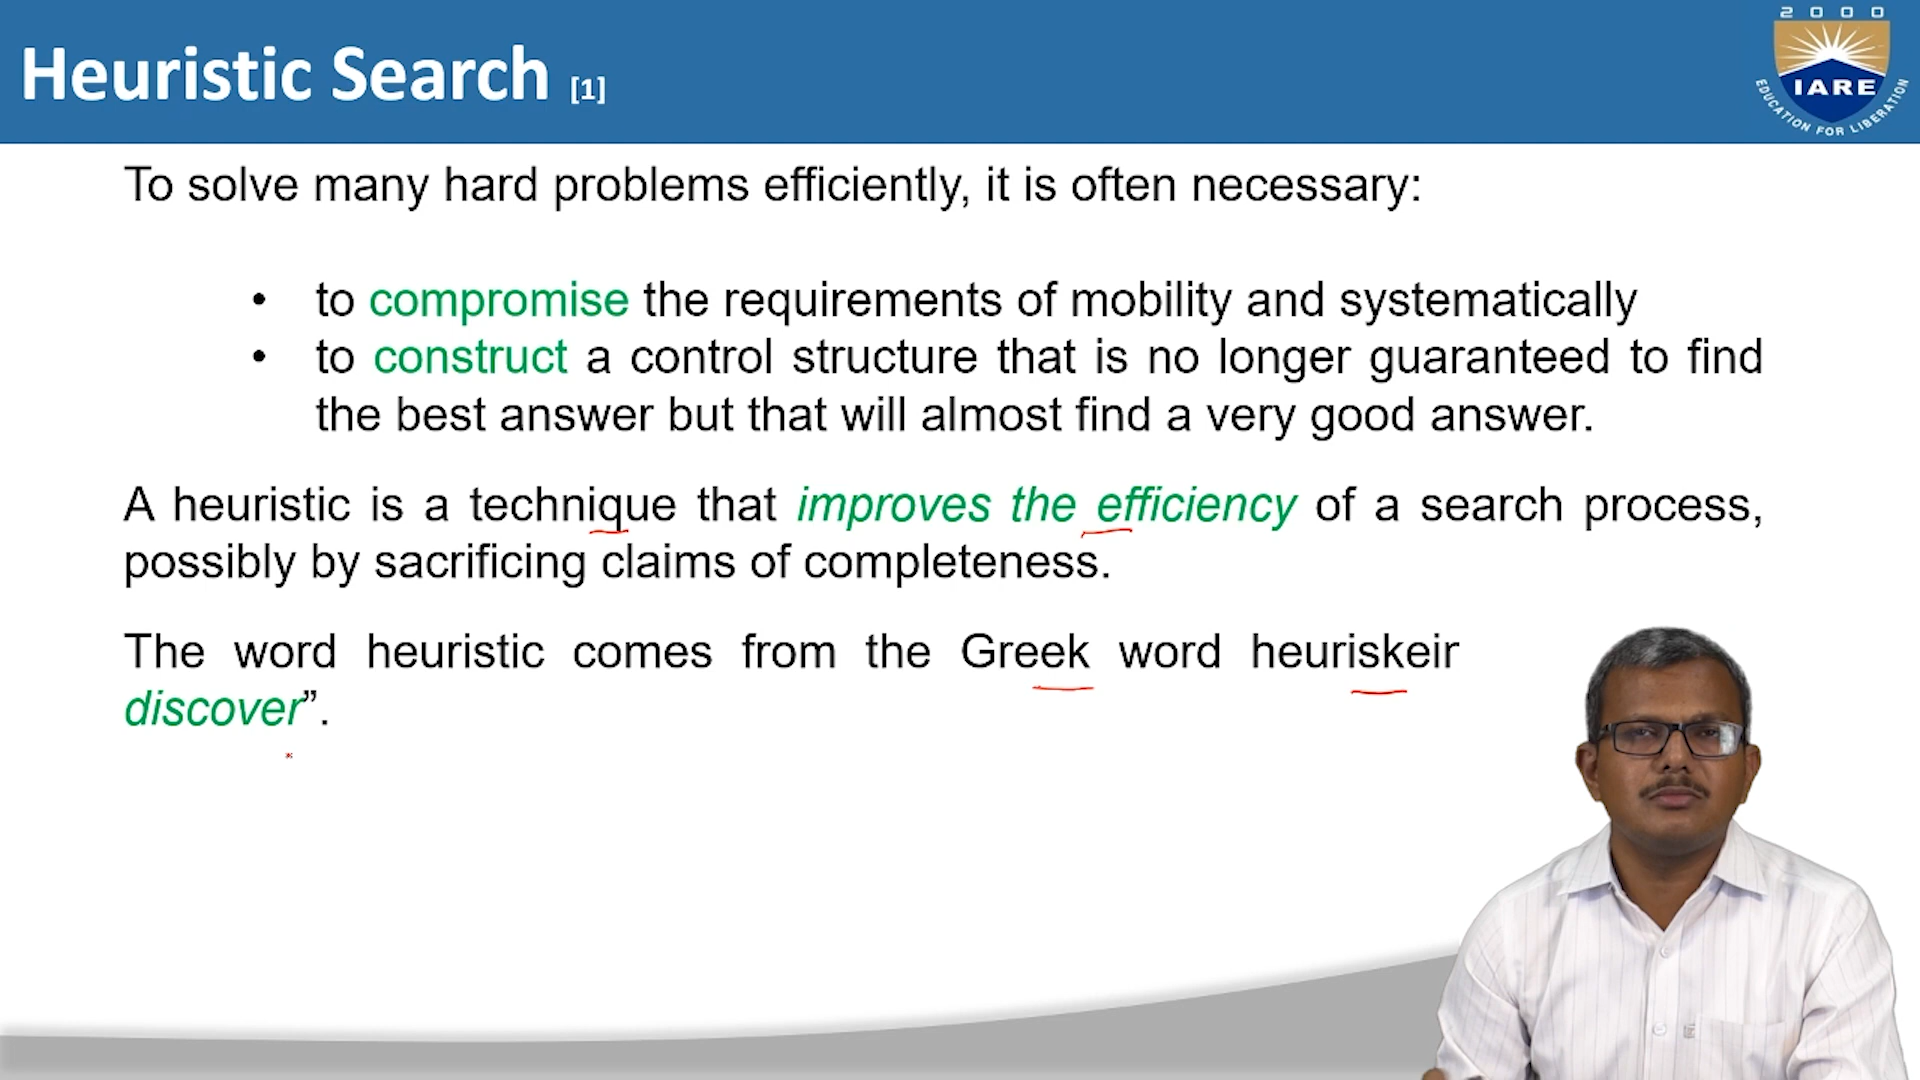 Heuristic Search [1]
2 0 0 0
IARE
EDUCATION FOR LIBERATION
To solve many hard problems efficiently, it is often necessary:
• to compromise the requirements of mobility and systematically
• to construct a control structure that is no longer guaranteed to find
the best answer but that will almost find a very good answer.
A heuristic is a technique that improves the efficiency of a search process,
possibly by sacrificing claims of completeness.
The word heuristic comes from the Greek word heuriskeir
discover”.